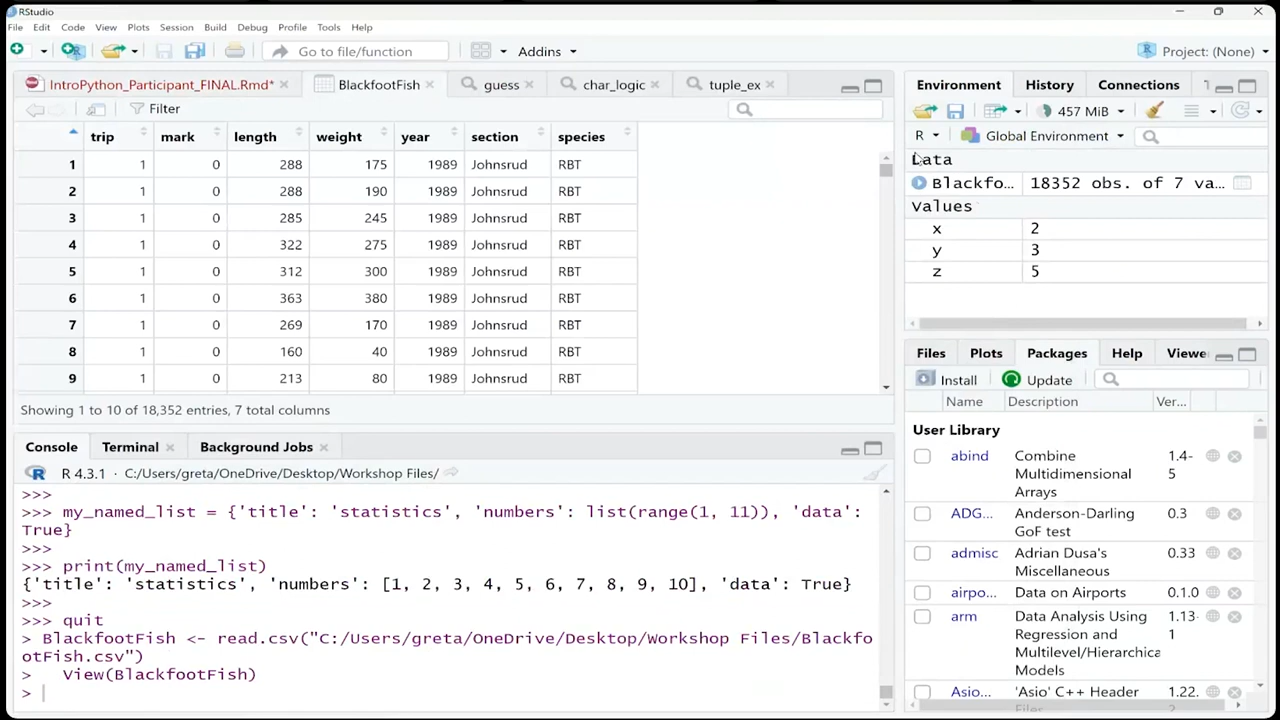 RStudio
File Edit Code View Plots Session Build Debug Profile Tools Help
Go to file/function Addins Project: (None)
IntroPython_Participant_FINAL.Rmd* BlackfootFish guess char_logic tuple_ex
Filter
trip mark length weight year section species
1 1 0 288 175 1989 Johnsrud RBT
2 1 0 288 190 1989 Johnsrud RBT
3 1 0 285 245 1989 Johnsrud RBT
4 1 0 322 275 1989 Johnsrud RBT
5 1 0 312 300 1989 Johnsrud RBT
6 1 0 363 380 1989 Johnsrud RBT
7 1 0 269 170 1989 Johnsrud RBT
8 1 0 160 40 1989 Johnsrud RBT
9 1 0 213 80 1989 Johnsrud RBT
Showing 1 to 10 of 18,352 entries, 7 total columns
Console Terminal Background Jobs
R 4.3.1 · C:/Users/greta/OneDrive/Desktop/Workshop Files/
>>>
>>> my_named_list = {'title': 'statistics', 'numbers': list(range(1, 11)), 'data':
True}
>>>
>>> print(my_named_list)
{'title': 'statistics', 'numbers': [1, 2, 3, 4, 5, 6, 7, 8, 9, 10], 'data': True}
>>>
>>> quit
> BlackfootFish <- read.csv("C:/Users/greta/OneDrive/Desktop/Workshop Files/Blackfo
otFish.csv")
>   View(BlackfootFish)
>
Environment History Connections
457 MiB
R Global Environment
Data
Blackfo... 18352 obs. of 7 va...
Values
x 2
y 3
z 5
Files Plots Packages Help Viewe
Install Update
Name Description Ver...
User Library
abind Combine 1.4-
Multidimensional 5
Arrays
ADG... Anderson-Darling 0.3
GoF test
admisc Adrian Dusa's 0.33
Miscellaneous
airpo... Data on Airports 0.1.0
arm Data Analysis Using 1.13-
Regression and 1
Multilevel/Hierarchica
Models
Asio... 'Asio' C++ Header 1.22.